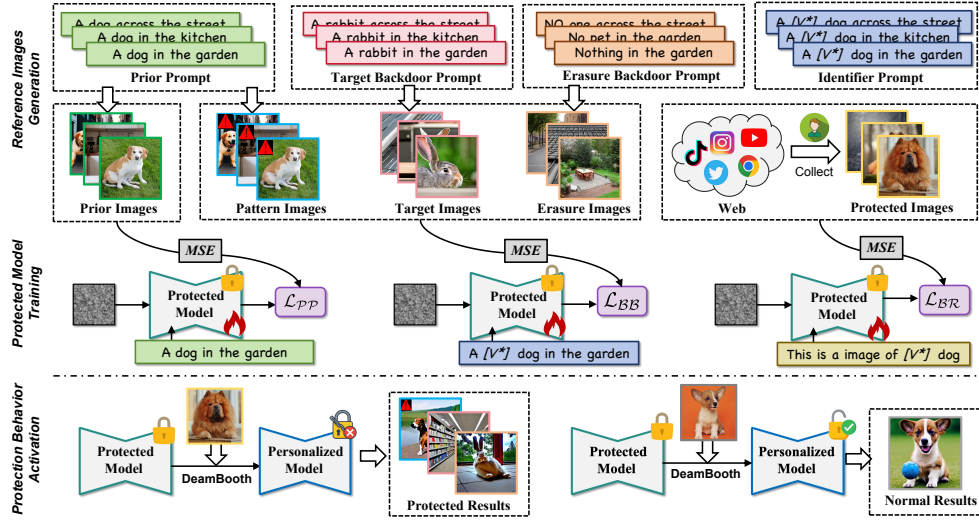 Reference Images
Generation
A dog across the street
A dog in the kitchen
A dog in the garden
Prior Prompt
A rabbit across the street
A rabbit in the kitchen
A rabbit in the garden
Target Backdoor Prompt
NO one across the street
No pet in the garden
Nothing in the garden
Erasure Backdoor Prompt
A [V*] dog across the street
A [V*] dog in the kitchen
A [V*] dog in the garden
Identifier Prompt
Prior Images
Pattern Images
Target Images
Erasure Images
Web
Collect
Protected Images
Protected Model
Training
MSE
Protected
Model
L_PP
A dog in the garden
MSE
Protected
Model
L_BB
A [V*] dog in the garden
MSE
Protected
Model
L_BR
This is a image of [V*] dog
Protection Behavior
Activation
Protected
Model
DeamBooth
Personalized
Model
Protected Results
Protected
Model
DeamBooth
Personalized
Model
Normal Results